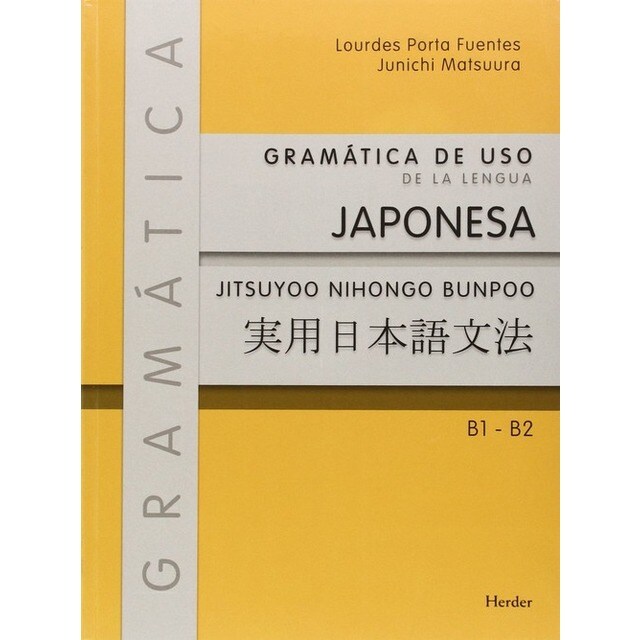 Lourdes Porta Fuentes
Junichi Matsuura
GRAMÁTICA
GRAMÁTICA DE USO
DE LA LENGUA
JAPONESA
JITSUYOO NIHONGO BUNPOO
実用日本語文法
B1 - B2
Herder